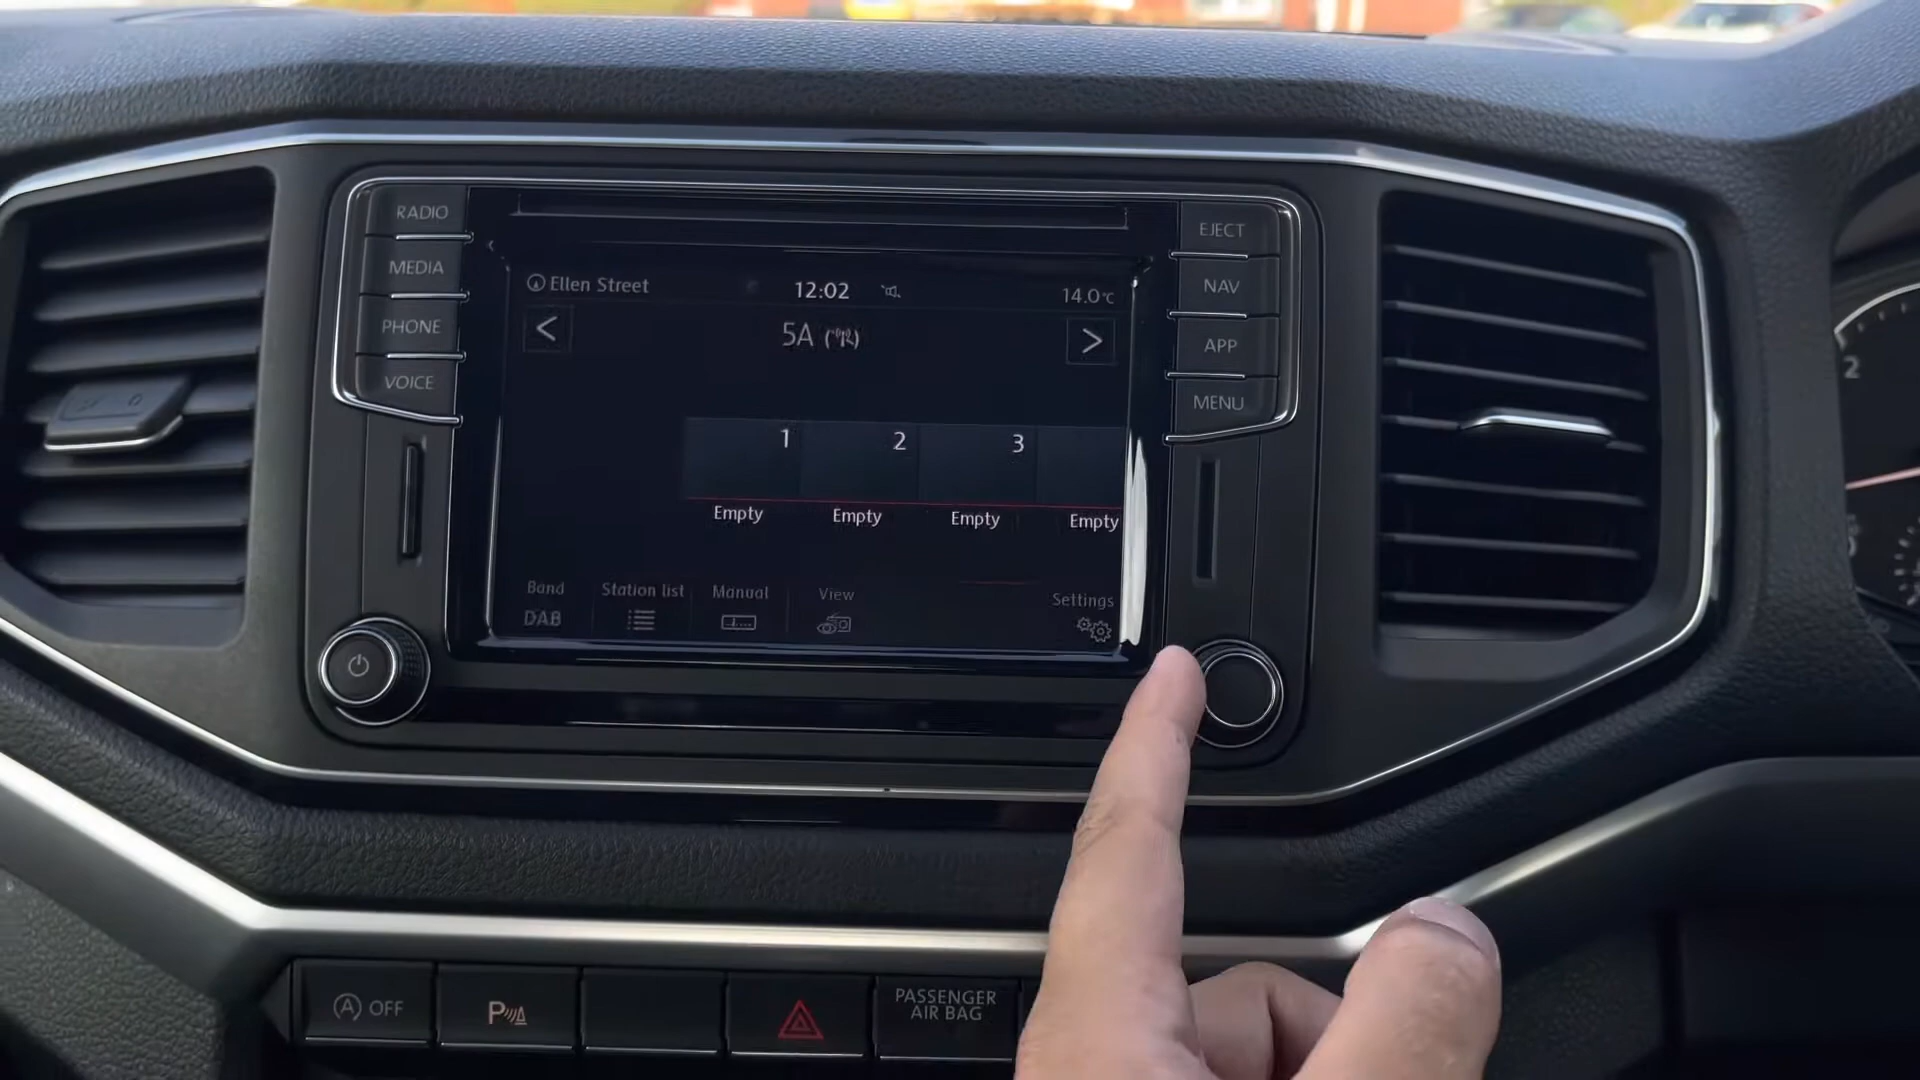 RADIO
MEDIA
PHONE
VOICE
EJECT
NAV
APP
MENU
Ellen Street
12:02
14.0°C
5A
1
2
3
Empty
Empty
Empty
Empty
Band
DAB
Station list
Manual
View
Settings
A OFF
P
PASSENGER
AIR BAG
2